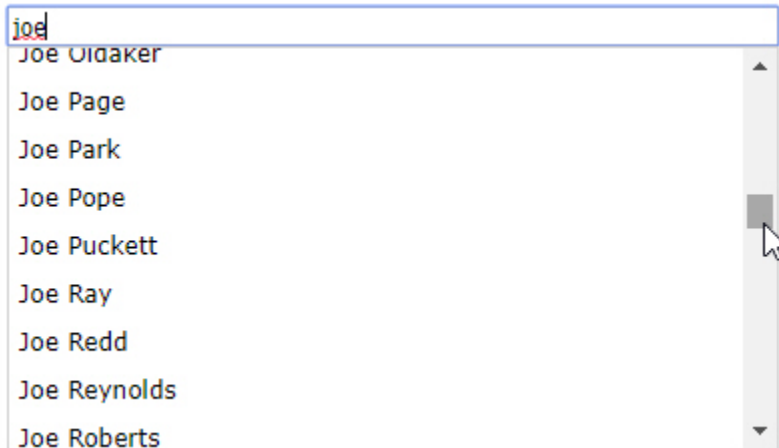 joe
Joe Oldaker
Joe Page
Joe Park
Joe Pope
Joe Puckett
Joe Ray
Joe Redd
Joe Reynolds
Joe Roberts